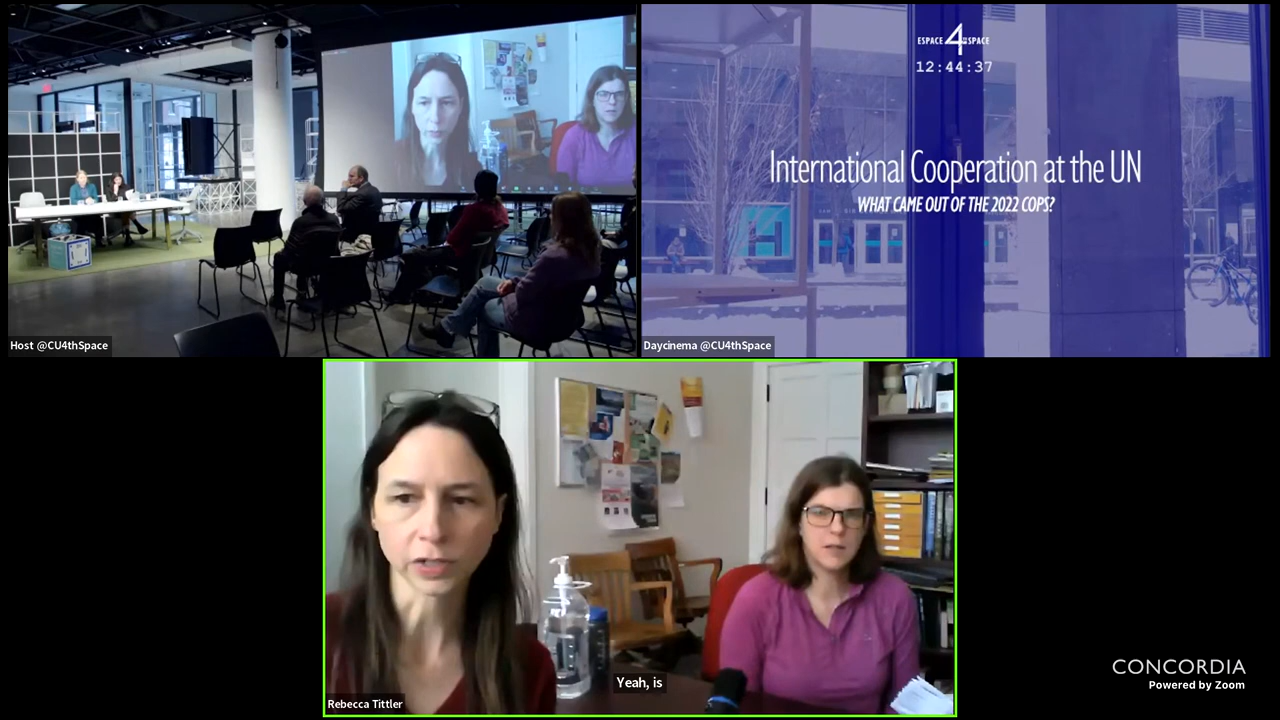 ESPACE 4 SPACE
12:44:37
International Cooperation at the UN
WHAT CAME OUT OF THE 2022 COPS?
Host @CU4thSpace
Daycinema @CU4thSpace
Yeah, is
Rebecca Tittler
CONCORDIA
Powered by Zoom